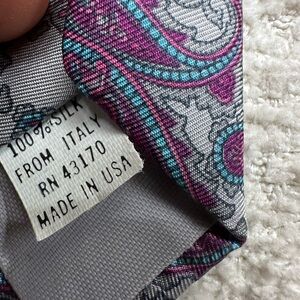 100% SILK
FROM ITALY
RN 43170
MADE IN USA